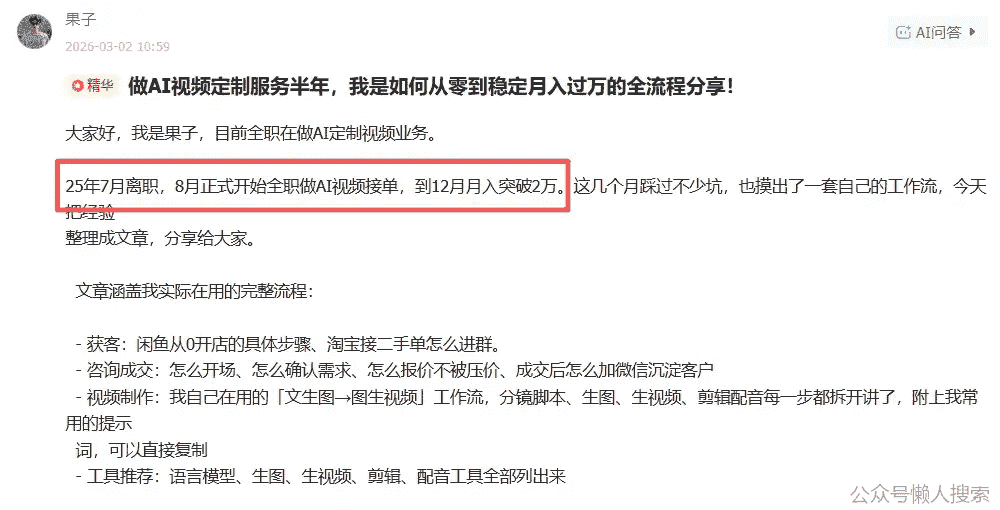 果子
2026-03-02 10:59
AI问答
精华 做AI视频定制服务半年，我是如何从零到稳定月入过万的全流程分享！
大家好，我是果子，目前全职在做AI定制视频业务。
25年7月离职，8月正式开始全职做AI视频接单，到12月月入突破2万。这几个月踩过不少坑，也摸出了一套自己的工作流，今天
把经验
整理成文章，分享给大家。
文章涵盖我实际在用的完整流程：
- 获客：闲鱼从0开店的具体步骤、淘宝接二手单怎么进群。
- 咨询成交：怎么开场、怎么确认需求、怎么报价不被压价、成交后怎么加微信沉淀客户
- 视频制作：我自己在用的「文生图→图生视频」工作流，分镜脚本、生图、生视频、剪辑配音每一步都拆开讲了，附上我常
用的提示
词，可以直接复制
- 工具推荐：语言模型、生图、生视频、剪辑、配音工具全部列出来
公众号懒人搜索